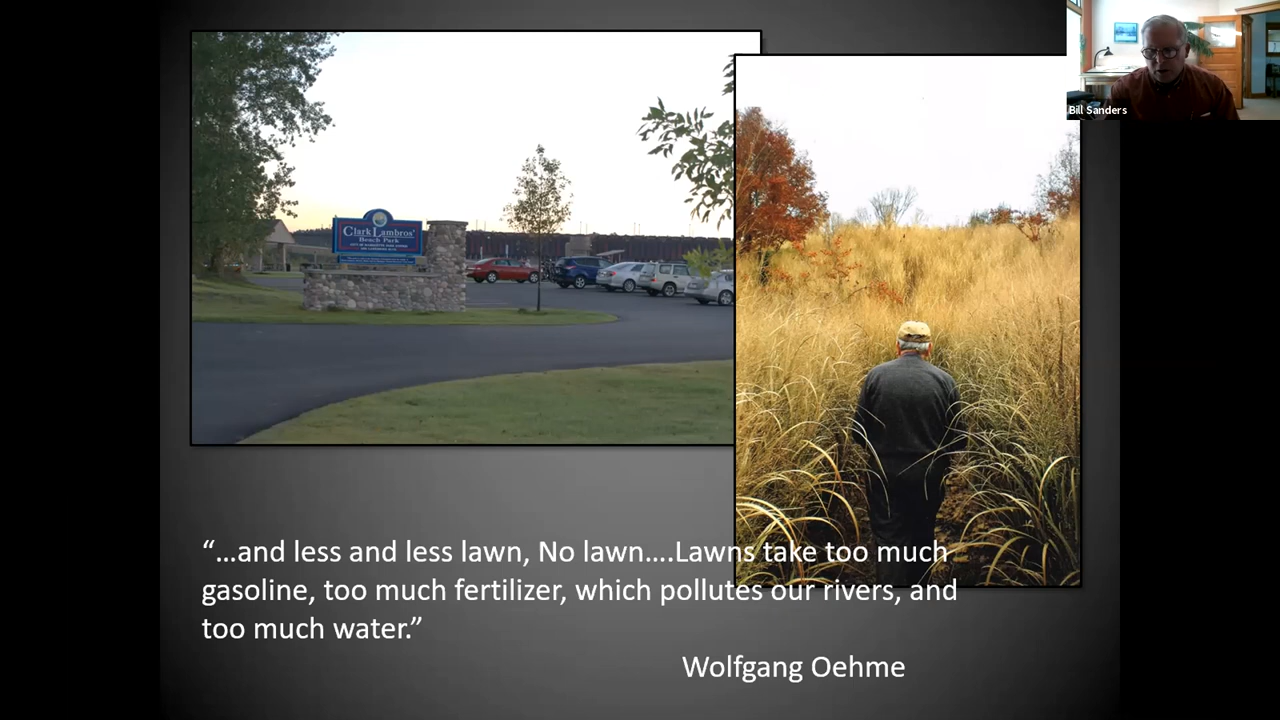 Bill Sanders
Clark Lambros'
Beach Park
“...and less and less lawn, No lawn....Lawns take too much
gasoline, too much fertilizer, which pollutes our rivers, and
too much water.”
Wolfgang Oehme